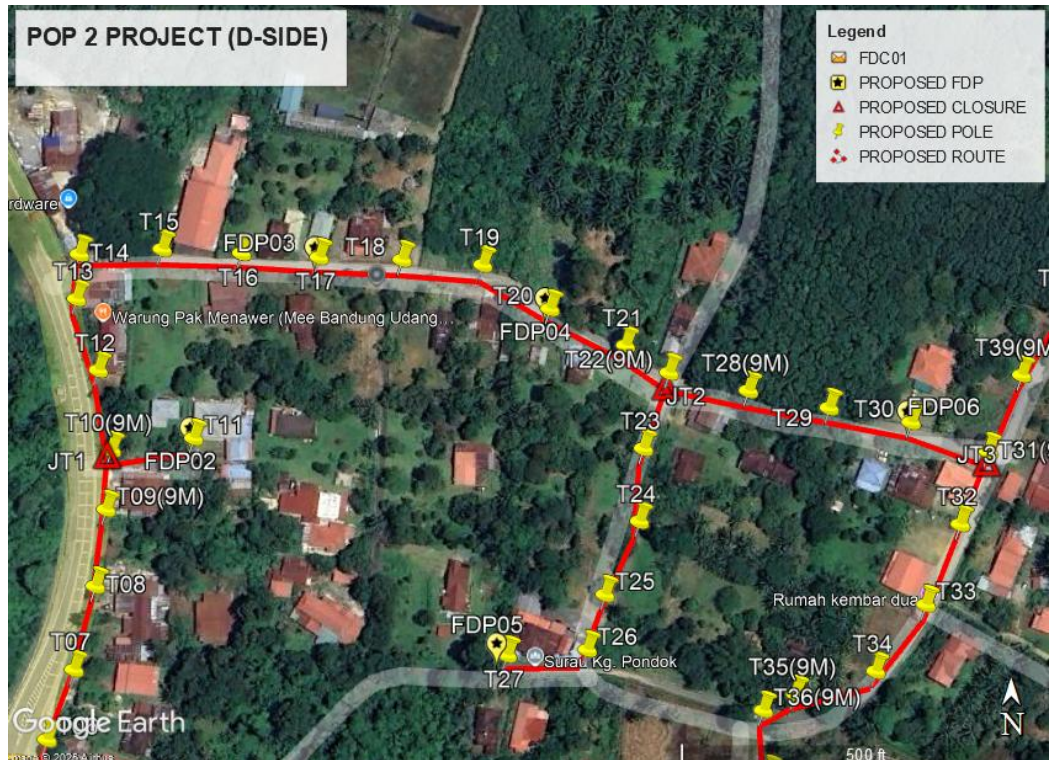 POP 2 PROJECT (D-SIDE)
Legend
FDC01
PROPOSED FDP
PROPOSED CLOSURE
PROPOSED POLE
PROPOSED ROUTE
rdware
T15
T14
FDP03
T18
T19
T13
T16
T17
T20
Warung Pak Menawer (Mee Bandung Udang...
FDP04
T21
T12
T22(9M)
T28(9M)
T39(9M
JT2
T29
T30
FDP06
T10(9M)
T11
T23
JT1
FDP02
JT3
T31(9
T09(9M)
T24
T32
T08
T25
T33
Rumah kembar dua
FDP05
T26
T07
Surau Kg. Pondok
T27
T34
T35(9M)
T36(9M)
Google Earth
N
500 ft